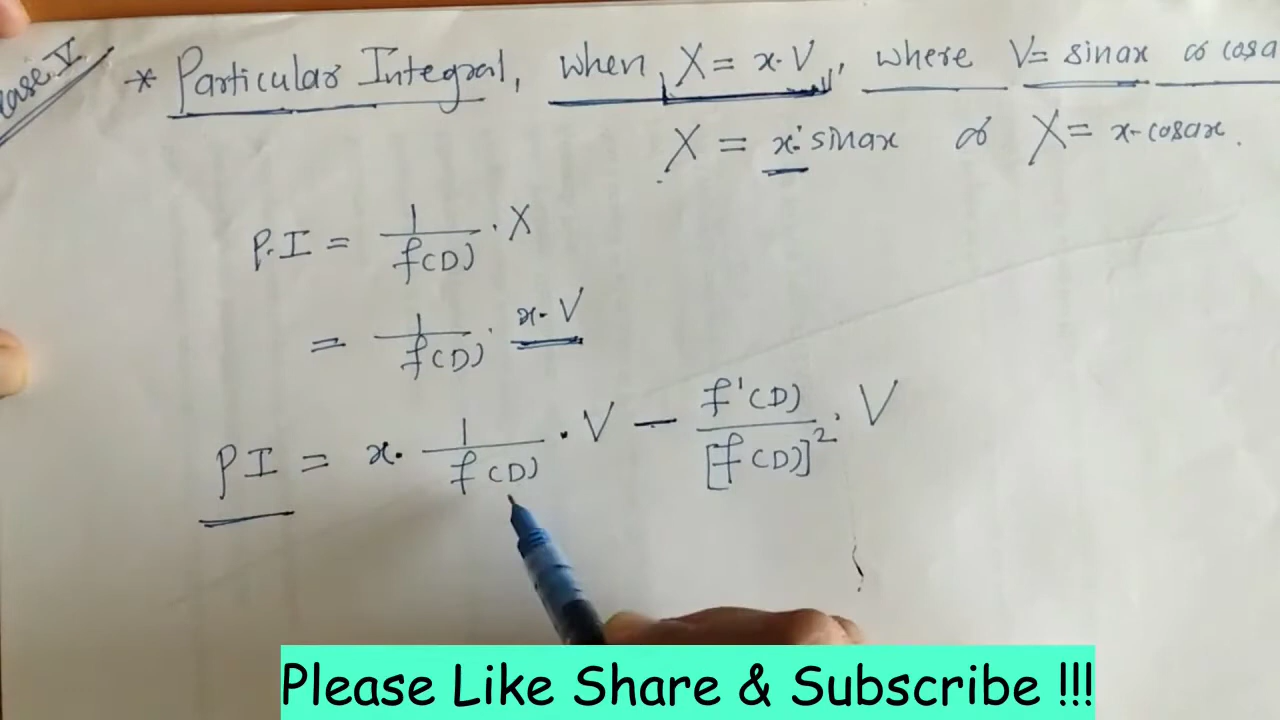 Case V
* Particular Integral, when X = x·V, where V= sinax or cosa
X = x·sinax or X = x·cosax.
P.I = 1/f(D) · X
= 1/f(D) · x·V
PI = x· 1/f(D) · V – f'(D)/[f(D)]² · V
Please Like Share & Subscribe !!!